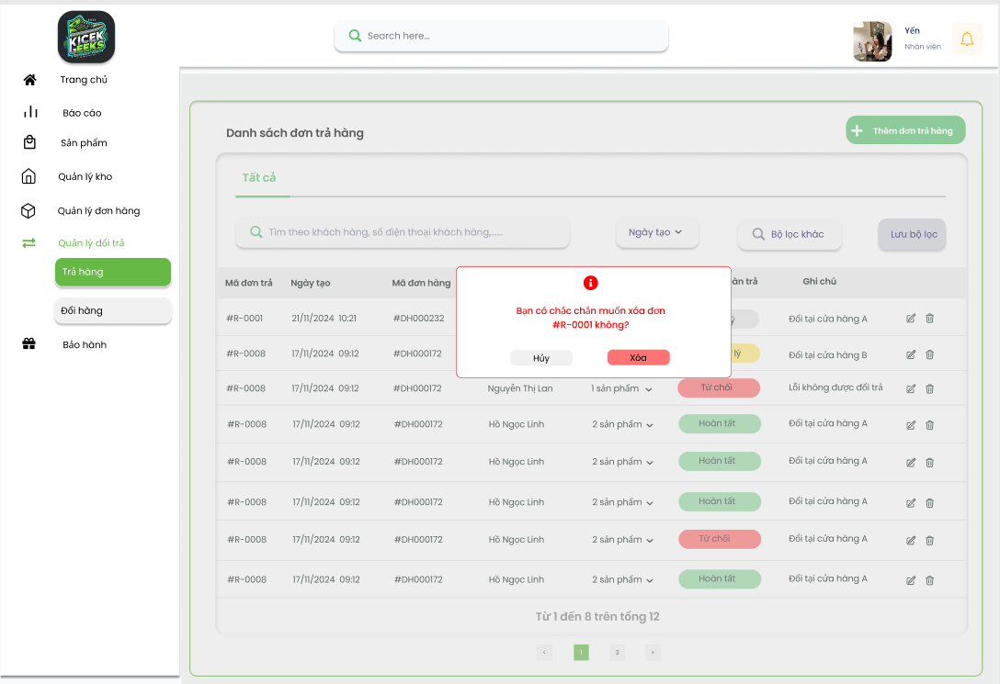 KICEK
GEEKS
Search here...
Yến
Nhân viên
Trang chủ
Báo cáo
Sản phẩm
Quản lý kho
Quản lý đơn hàng
Quản lý đổi trả
Trả hàng
Đổi hàng
Bảo hành
Danh sách đơn trả hàng
Thêm đơn trả hàng
Tất cả
Tìm theo khách hàng, số điện thoại khách hàng,.....
Ngày tạo
Bộ lọc khác
Lưu bộ lọc
Mã đơn trả Ngày tạo Mã đơn hàng àn trả Ghi chú
#R-0001 21/11/2024 10:21 #DH000232 ý Đổi tại cửa hàng A
#R-0008 17/11/2024 09:12 #DH000172 lý Đổi tại cửa hàng B
Bạn có chắc chắn muốn xóa đơn
#R-0001 không?
Hủy Xóa
#R-0008 17/11/2024 09:12 #DH000172 Nguyễn Thị Lan 1 sản phẩm Từ chối Lỗi không được đổi trả
#R-0008 17/11/2024 09:12 #DH000172 Hồ Ngọc Linh 2 sản phẩm Hoàn tất Đổi tại cửa hàng A
#R-0008 17/11/2024 09:12 #DH000172 Hồ Ngọc Linh 2 sản phẩm Hoàn tất Đổi tại cửa hàng A
#R-0008 17/11/2024 09:12 #DH000172 Hồ Ngọc Linh 2 sản phẩm Hoàn tất Đổi tại cửa hàng A
#R-0008 17/11/2024 09:12 #DH000172 Hồ Ngọc Linh 2 sản phẩm Từ chối Đổi tại cửa hàng A
#R-0008 17/11/2024 09:12 #DH000172 Hồ Ngọc Linh 2 sản phẩm Hoàn tất Đổi tại cửa hàng A
Từ 1 đến 8 trên tổng 12
< 1 2 >